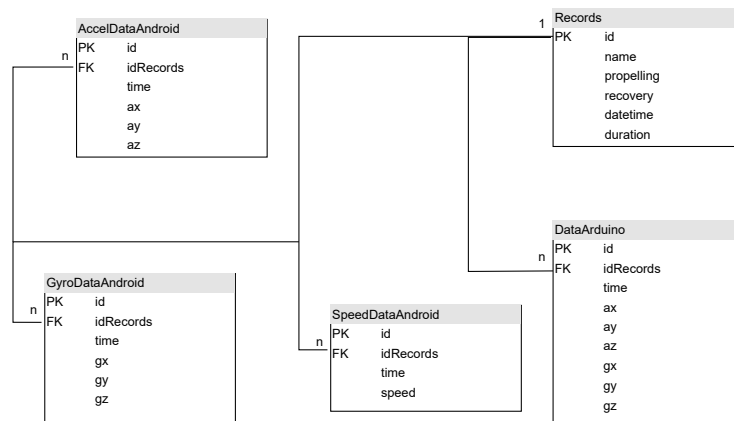 AccelDataAndroid
PK id
FK idRecords
time
ax
ay
az
n
1
Records
PK id
name
propelling
recovery
datetime
duration
GyroDataAndroid
PK id
FK idRecords
time
gx
gy
gz
n
SpeedDataAndroid
PK id
FK idRecords
time
speed
n
DataArduino
PK id
FK idRecords
time
ax
ay
az
gx
gy
gz
n